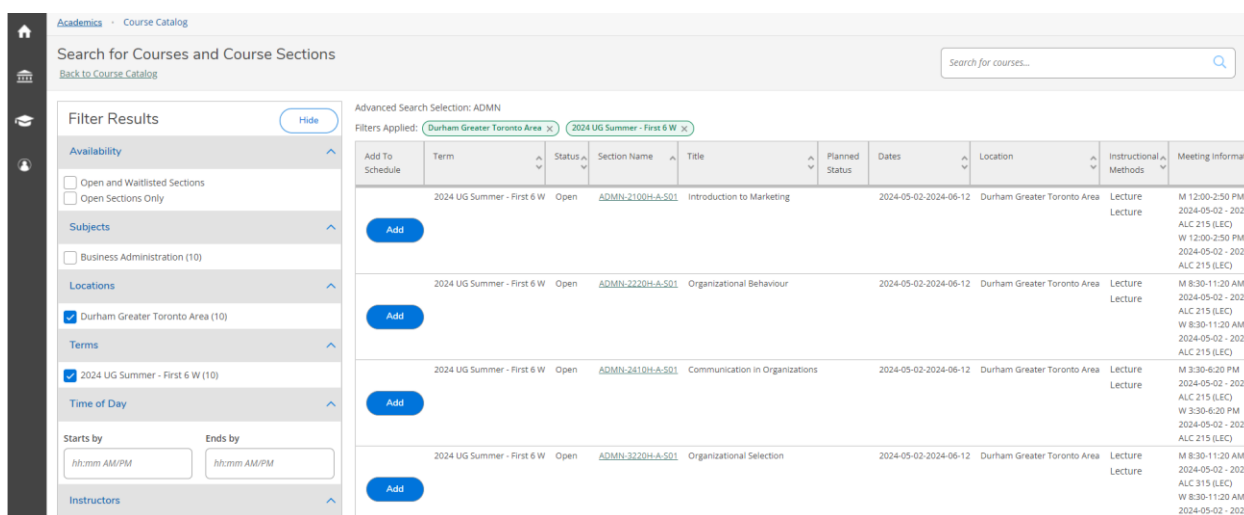 Academics · Course Catalog
Search for Courses and Course Sections
Back to Course Catalog
Search for courses...
Filter Results
Hide
Availability
Open and Waitlisted Sections
Open Sections Only
Subjects
Business Administration (10)
Locations
Durham Greater Toronto Area (10)
Terms
2024 UG Summer - First 6 W (10)
Time of Day
Starts by Ends by
hh:mm AM/PM hh:mm AM/PM
Instructors
Advanced Search Selection: ADMN
Filters Applied: Durham Greater Toronto Area × 2024 UG Summer - First 6 W ×
Add To Schedule Term Status Section Name Title Planned Status Dates Location Instructional Methods Meeting Informat
Add 2024 UG Summer - First 6 W Open ADMN-2100H-A-S01 Introduction to Marketing 2024-05-02-2024-06-12 Durham Greater Toronto Area Lecture M 12:00-2:50 PM
Lecture 2024-05-02 - 202
ALC 215 (LEC)
W 12:00-2:50 PM
2024-05-02 - 202
ALC 215 (LEC)
Add 2024 UG Summer - First 6 W Open ADMN-2220H-A-S01 Organizational Behaviour 2024-05-02-2024-06-12 Durham Greater Toronto Area Lecture M 8:30-11:20 AM
Lecture 2024-05-02 - 202
ALC 215 (LEC)
W 8:30-11:20 AM
2024-05-02 - 202
ALC 215 (LEC)
Add 2024 UG Summer - First 6 W Open ADMN-2410H-A-S01 Communication in Organizations 2024-05-02-2024-06-12 Durham Greater Toronto Area Lecture M 3:30-6:20 PM
Lecture 2024-05-02 - 202
ALC 215 (LEC)
W 3:30-6:20 PM
2024-05-02 - 202
ALC 215 (LEC)
Add 2024 UG Summer - First 6 W Open ADMN-3220H-A-S01 Organizational Selection 2024-05-02-2024-06-12 Durham Greater Toronto Area Lecture M 8:30-11:20 AM
Lecture 2024-05-02 - 202
ALC 315 (LEC)
W 8:30-11:20 AM
2024-05-02 - 202